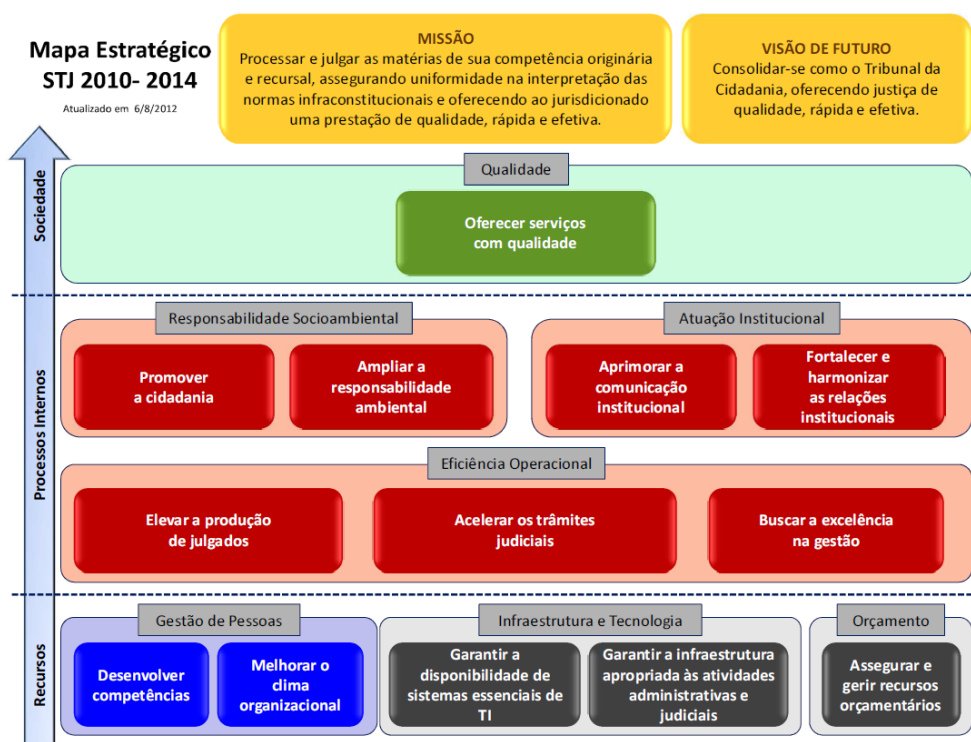 Mapa Estratégico
STJ 2010- 2014
Atualizado em 6/8/2012
MISSÃO
Processar e julgar as matérias de sua competência originária
e recursal, assegurando uniformidade na interpretação das
normas infraconstitucionais e oferecendo ao jurisdicionado
uma prestação de qualidade, rápida e efetiva.
VISÃO DE FUTURO
Consolidar-se como o Tribunal da
Cidadania, oferecendo justiça de
qualidade, rápida e efetiva.
Sociedade
Qualidade
Oferecer serviços
com qualidade
Processos Internos
Responsabilidade Socioambiental
Promover
a cidadania
Ampliar a
responsabilidade
ambiental
Atuação Institucional
Aprimorar a
comunicação
institucional
Fortalecer e
harmonizar
as relações
institucionais
Eficiência Operacional
Elevar a produção
de julgados
Acelerar os trâmites
judiciais
Buscar a excelência
na gestão
Recursos
Gestão de Pessoas
Desenvolver
competências
Melhorar o
clima
organizacional
Infraestrutura e Tecnologia
Garantir a
disponibilidade de
sistemas essenciais de
TI
Garantir a infraestrutura
apropriada às atividades
administrativas e
judiciais
Orçamento
Assegurar e
gerir recursos
orçamentários